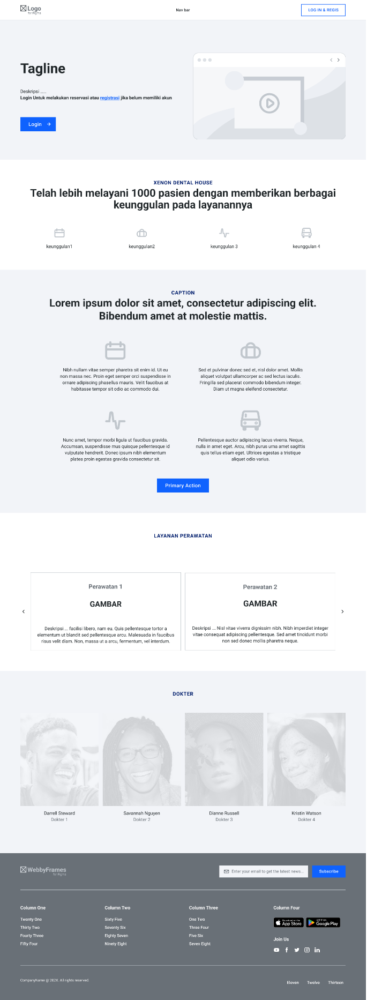 Logo
for Figma
Nav bar
LOG IN & REGIS
Tagline
Deskripsi .....
Login Untuk melakukan reservasi atau registrasi jika belum memiliki akun
Login
XENON DENTAL HOUSE
Telah lebih melayani 1000 pasien dengan memberikan berbagai
keunggulan pada layanannya
keunggulan1
keunggulan2
keunggulan 3
keunggulan 4
CAPTION
Lorem ipsum dolor sit amet, consectetur adipiscing elit.
Bibendum amet at molestie mattis.
Nibh nullam vitae semper pharetra sit enim id. Ut eu
non massa nec. Proin eget semper orci suspendisse in
ornare adipiscing phasellus mauris. Velit faucibus at
habitasse tempor sit odio ac commodo dui.
Sed et pulvinar donec sed et, nisl dolor amet. Mollis
aliquet volutpat ullamcorper ac sed lectus iaculis.
Fringilla sed placerat commodo bibendum integer.
Diam ut magna eleifend consectetur.
Nunc amet, tempor morbi ligula ut faucibus gravida.
Accumsan, suspendisse mus quisque pellentesque id
vulputate hendrerit. Donec ipsum nibh elementum
platea proin egestas gravida consectetur sit.
Pellentesque auctor adipiscing lacus viverra. Neque,
nulla in amet eget. Arcu, nibh purus urna amet sagittis
quis tellus etiam eget. Ultrices egestas a tristique
aliquet odio varius.
Primary Action
LAYANAN PERAWATAN
Perawatan 1
GAMBAR
Deskripsi ... facilisi libero, nam eu. Quis pellentesque tortor a
elementum ut blandit sed pellentesque arcu. Malesuada in faucibus
risus velit diam. Non, massa ut a arcu, fermentum, vel interdum.
Perawatan 2
GAMBAR
Deskripsi ... Nisl vitae viverra dignissim nibh. Nibh imperdiet integer
vitae consequat adipiscing pellentesque. Sed amet tincidunt morbi
non sed donec mollis pharetra neque.
DOKTER
Darrell Steward
Dokter 1
Savannah Nguyen
Dokter 2
Dianne Russell
Dokter 3
Kristin Watson
Dokter 4
WebbyFrames
for Figma
Enter your email to get the latest news...
Subscribe
Column One
Twenty One
Thirty Two
Fourty Three
Fifty Four
Column Two
Sixty Five
Seventy Six
Eighty Seven
Ninety Eight
Column Three
One Two
Three Four
Five Six
Seven Eight
Column Four
Download on the
App Store
GET IT ON
Google Play
Join Us
CompanyName @ 202X. All rights reserved.
Eleven
Twelve
Thirteen